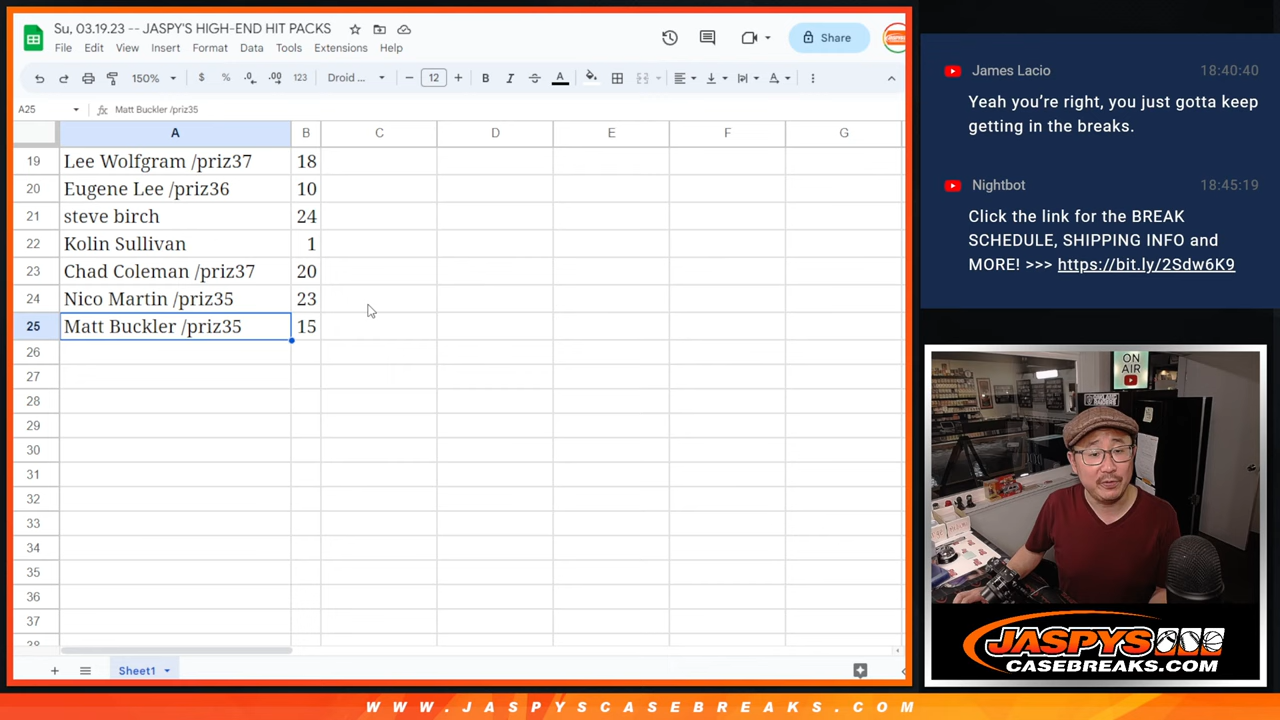 Su, 03.19.23 -- JASPY'S HIGH-END HIT PACKS
File Edit View Insert Format Data Tools Extensions Help
Share
150% $ % .0 .00 123 Droid ... 12 B I A
A25 fx Matt Buckler /priz35
A B C D E F G
19 Lee Wolfgram /priz37 18
20 Eugene Lee /priz36 10
21 steve birch 24
22 Kolin Sullivan 1
23 Chad Coleman /priz37 20
24 Nico Martin /priz35 23
25 Matt Buckler /priz35 15
26
27
28
29
30
31
32
33
34
35
36
37
38
Sheet1
James Lacio 18:40:40
Yeah you're right, you just gotta keep
getting in the breaks.
Nightbot 18:45:19
Click the link for the BREAK
SCHEDULE, SHIPPING INFO and
MORE! >>> https://bit.ly/2Sdw6K9
ON
AIR
JASPYS
CASEBREAKS.COM
WWW.JASPYSCASEBREAKS.COM